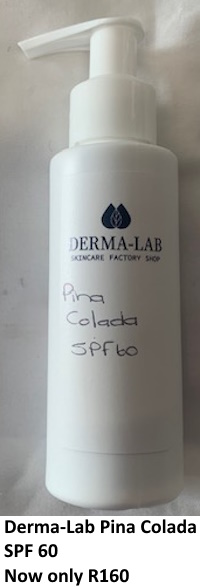 DERMA-LAB
SKINCARE FACTORY SHOP
Pina
Colada
SPF60
Derma-Lab Pina Colada
SPF 60
Now only R160